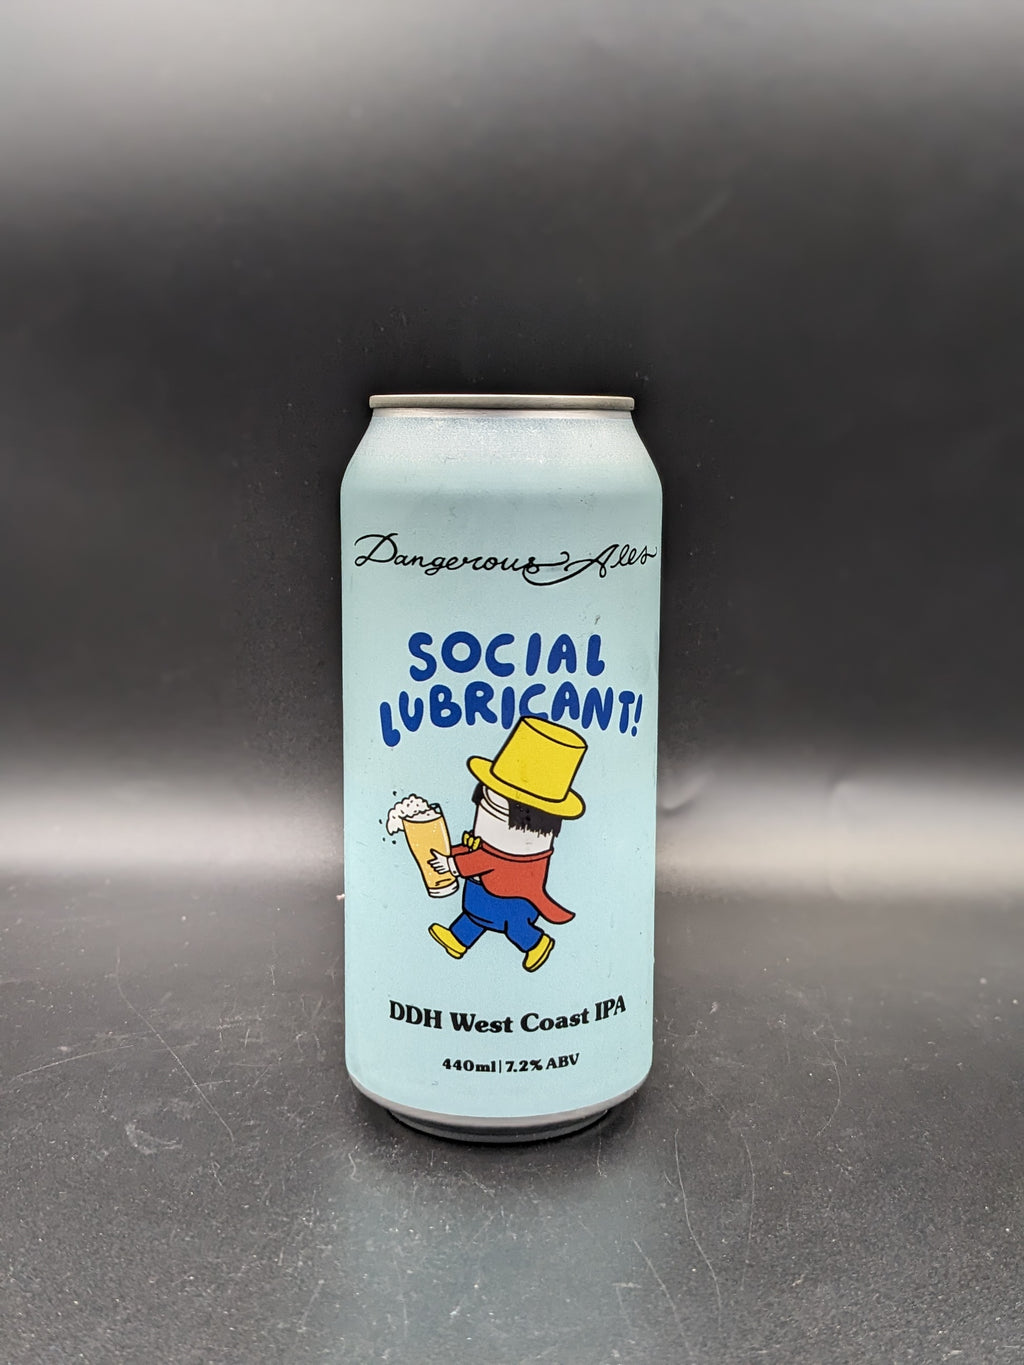 Dangerous Ales
SOCIAL
LUBRICANT!
DDH West Coast IPA
440ml | 7.2% ABV